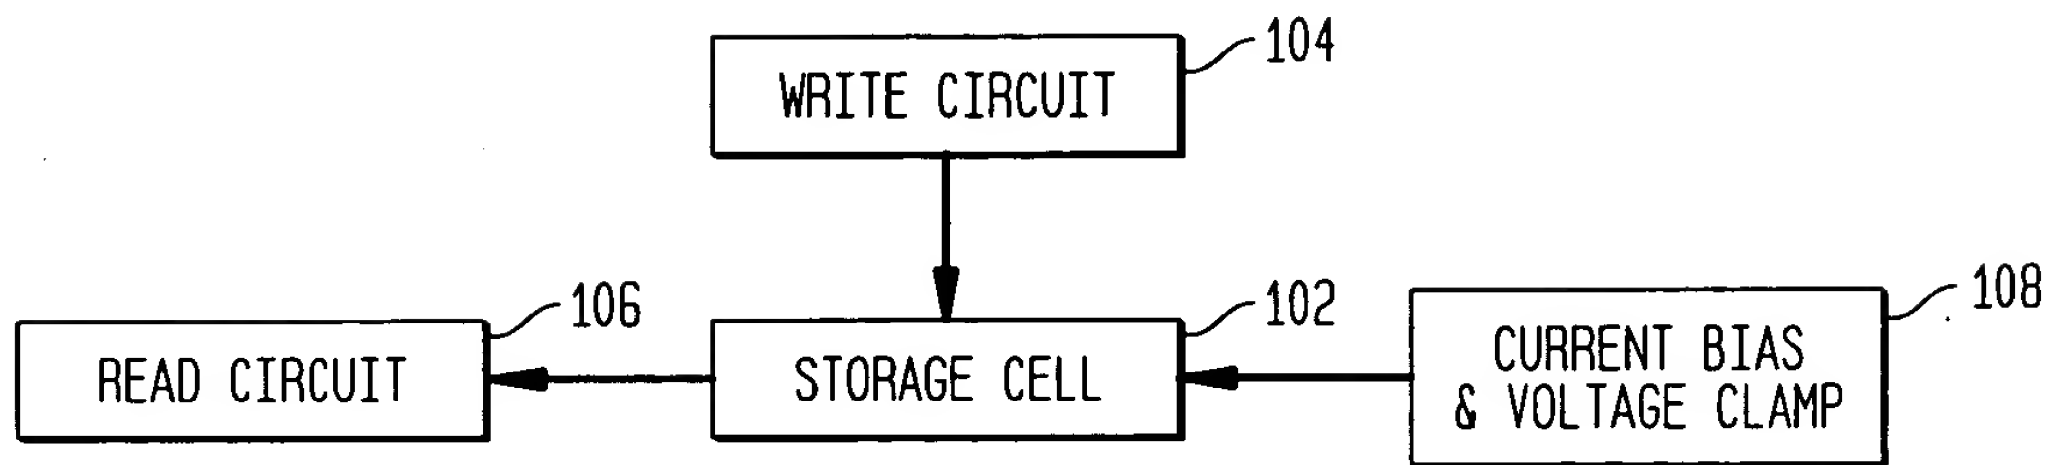 WRITE CIRCUIT
104
READ CIRCUIT
106
STORAGE CELL
102
CURRENT BIAS
& VOLTAGE CLAMP
108